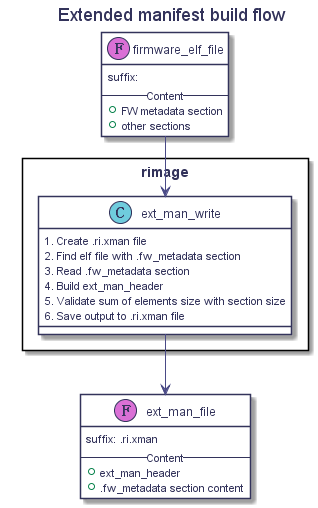 Extended manifest build flow
F firmware_elf_file
suffix:
Content
FW metadata section
other sections
rimage
C ext_man_write
1. Create .ri.xman file
2. Find elf file with .fw_metadata section
3. Read .fw_metadata section
4. Build ext_man_header
5. Validate sum of elements size with section size
6. Save output to .ri.xman file
F ext_man_file
suffix: .ri.xman
Content
ext_man_header
.fw_metadata section content